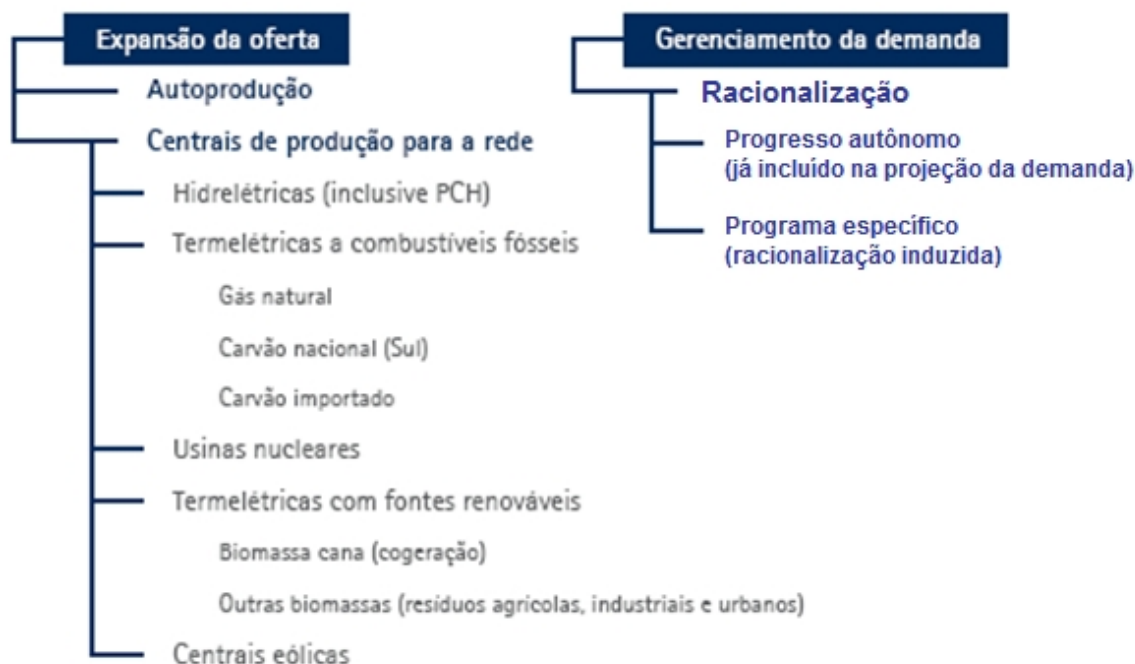 Expansão da oferta
Autoprodução
Centrais de produção para a rede
Hidrelétricas (inclusive PCH)
Termelétricas a combustíveis fósseis
Gás natural
Carvão nacional (Sul)
Carvão importado
Usinas nucleares
Termelétricas com fontes renováveis
Biomassa cana (cogeração)
Outras biomassas (resíduos agrícolas, industriais e urbanos)
Centrais eólicas
Gerenciamento da demanda
Racionalização
Progresso autônomo
(já incluído na projeção da demanda)
Programa específico
(racionalização induzida)